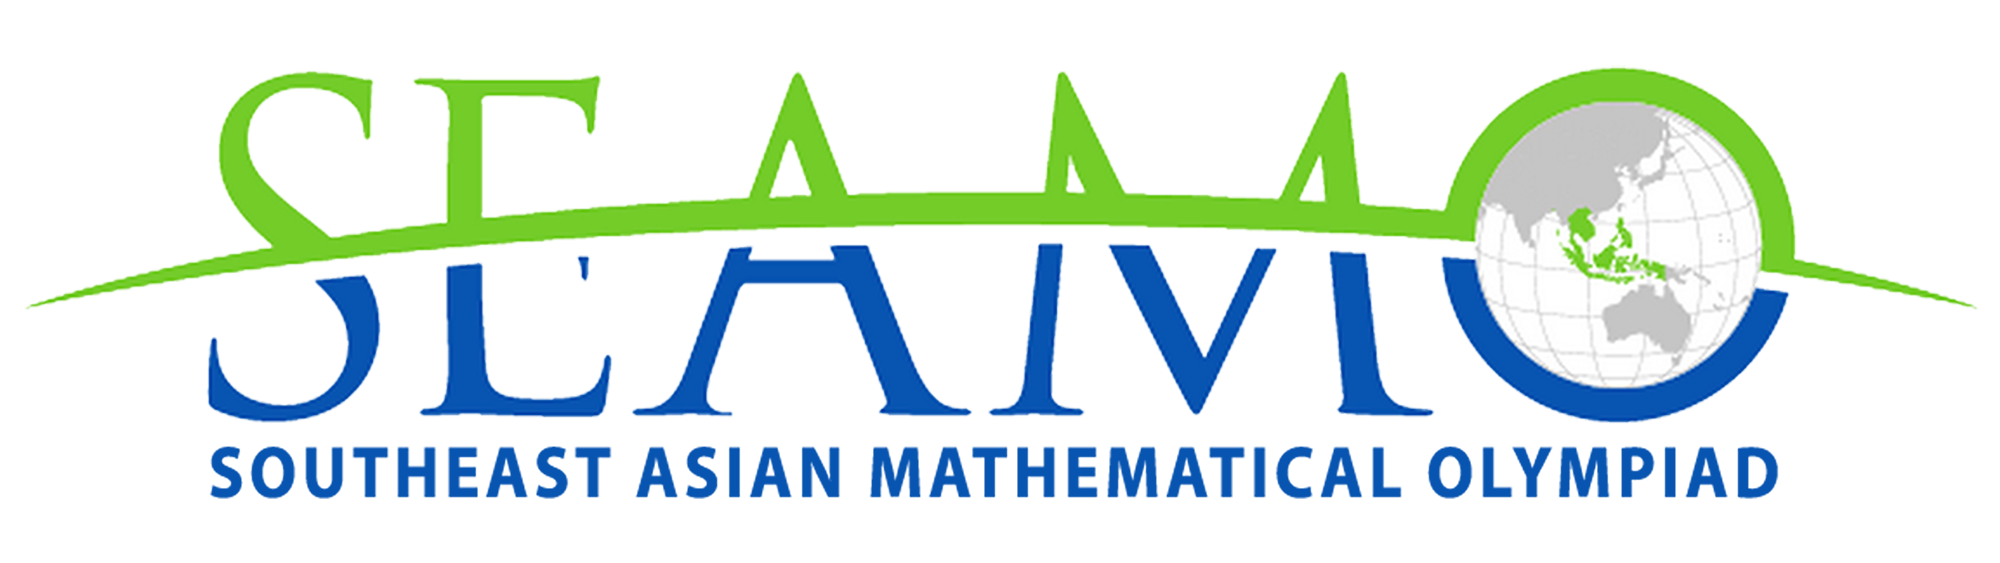 SEAMO
SOUTHEAST ASIAN MATHEMATICAL OLYMPIAD